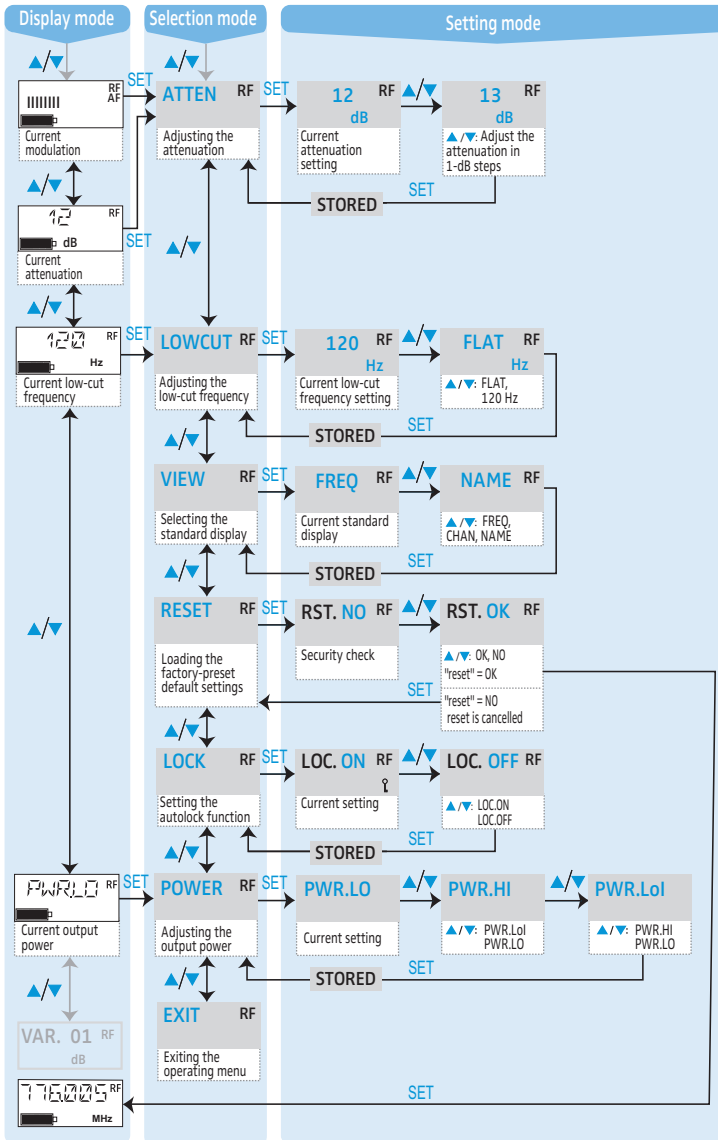 Display mode
Selection mode
Setting mode
▲/▼
▲/▼
RF
AF
SET
Current
modulation
ATTEN RF
Adjusting the
attenuation
SET
12 RF
dB
Current
attenuation
setting
▲/▼
13 RF
dB
▲ /▼: Adjust the
attenuation in
1-dB steps
SET
STORED
▲/▼
12 RF
dB
SET
Current
attenuation
▲/▼
▲/▼
120 RF
Hz
SET
Current low-cut
frequency
LOWCUT RF
Adjusting the
low-cut frequency
SET
120 RF
Hz
Current low-cut
frequency setting
▲/▼
FLAT RF
Hz
▲ /▼: FLAT,
120 Hz
SET
STORED
▲/▼
VIEW RF
Selecting the
standard display
SET
FREQ RF
Current standard
display
▲/▼
NAME RF
▲ /▼: FREQ,
CHAN, NAME
SET
STORED
▲/▼
▲/▼
RESET RF
Loading the
factory-preset
default settings
SET
RST. NO RF
Security check
▲/▼
RST. OK RF
▲ /▼: OK, NO
"reset" = OK
"reset" = NO
reset is cancelled
SET
▲/▼
LOCK RF
Setting the
autolock function
SET
LOC. ON RF
Current setting
▲/▼
LOC. OFF RF
▲ /▼: LOC.ON
LOC.OFF
SET
STORED
▲/▼
PWR.LO RF
SET
Current output
power
POWER RF
Adjusting the
output power
SET
PWR.LO
Current setting
▲/▼
PWR.HI
▲ /▼: PWR.LoI
PWR.LO
▲/▼
PWR.LoI
▲ /▼: PWR.HI
PWR.LO
SET
STORED
▲/▼
▲/▼
EXIT RF
Exiting the
operating menu
VAR. 01 RF
dB
776.005 RF
MHz
SET